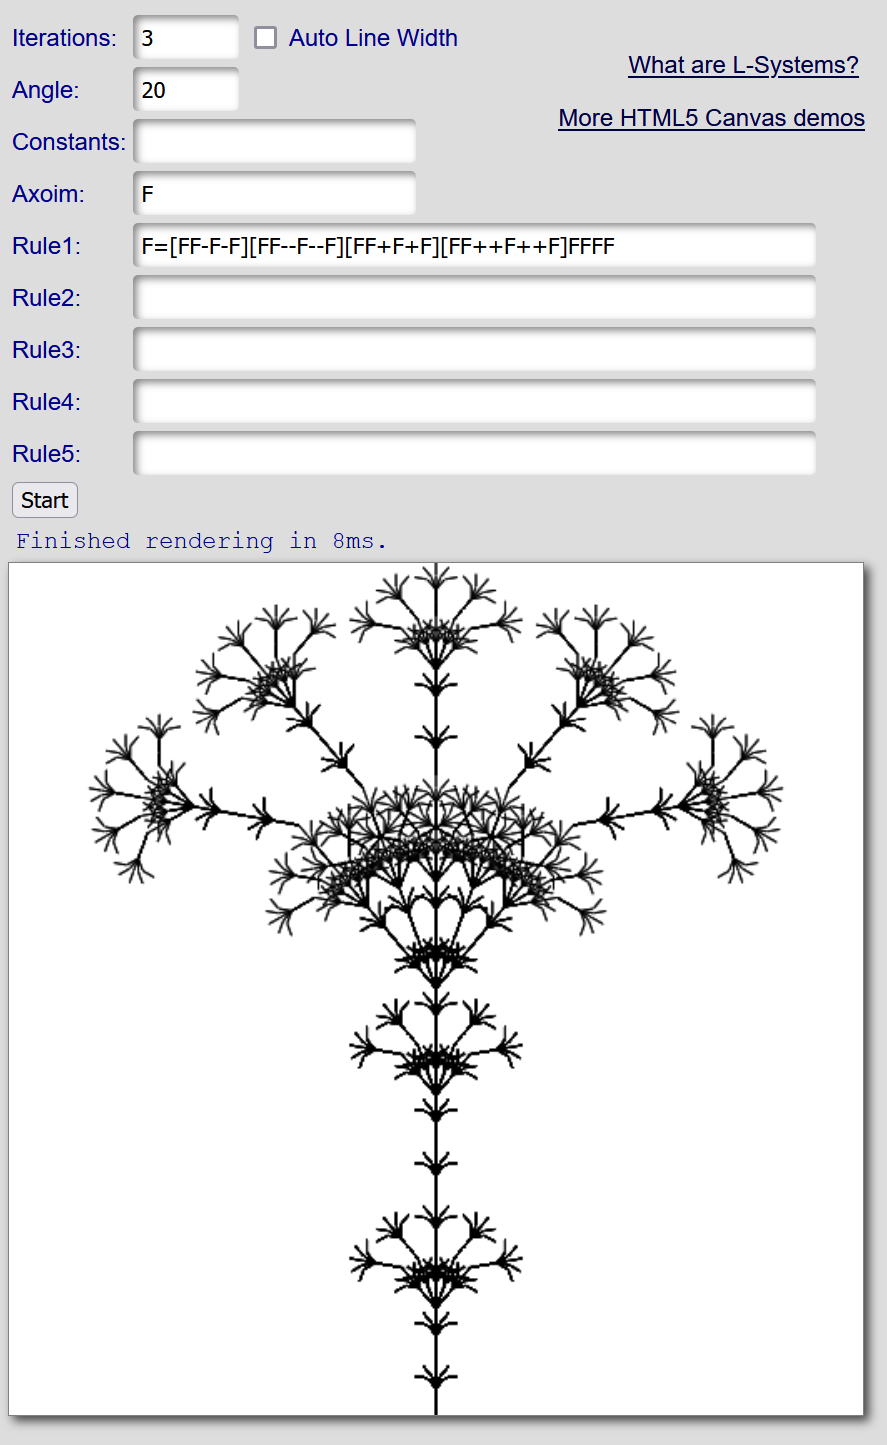 Iterations: 3 Auto Line Width
What are L-Systems?
Angle: 20
More HTML5 Canvas demos
Constants:
Axoim: F
Rule1: F=[FF-F-F][FF--F--F][FF+F+F][FF++F++F]FFFF
Rule2:
Rule3:
Rule4:
Rule5:
Start
Finished rendering in 8ms.